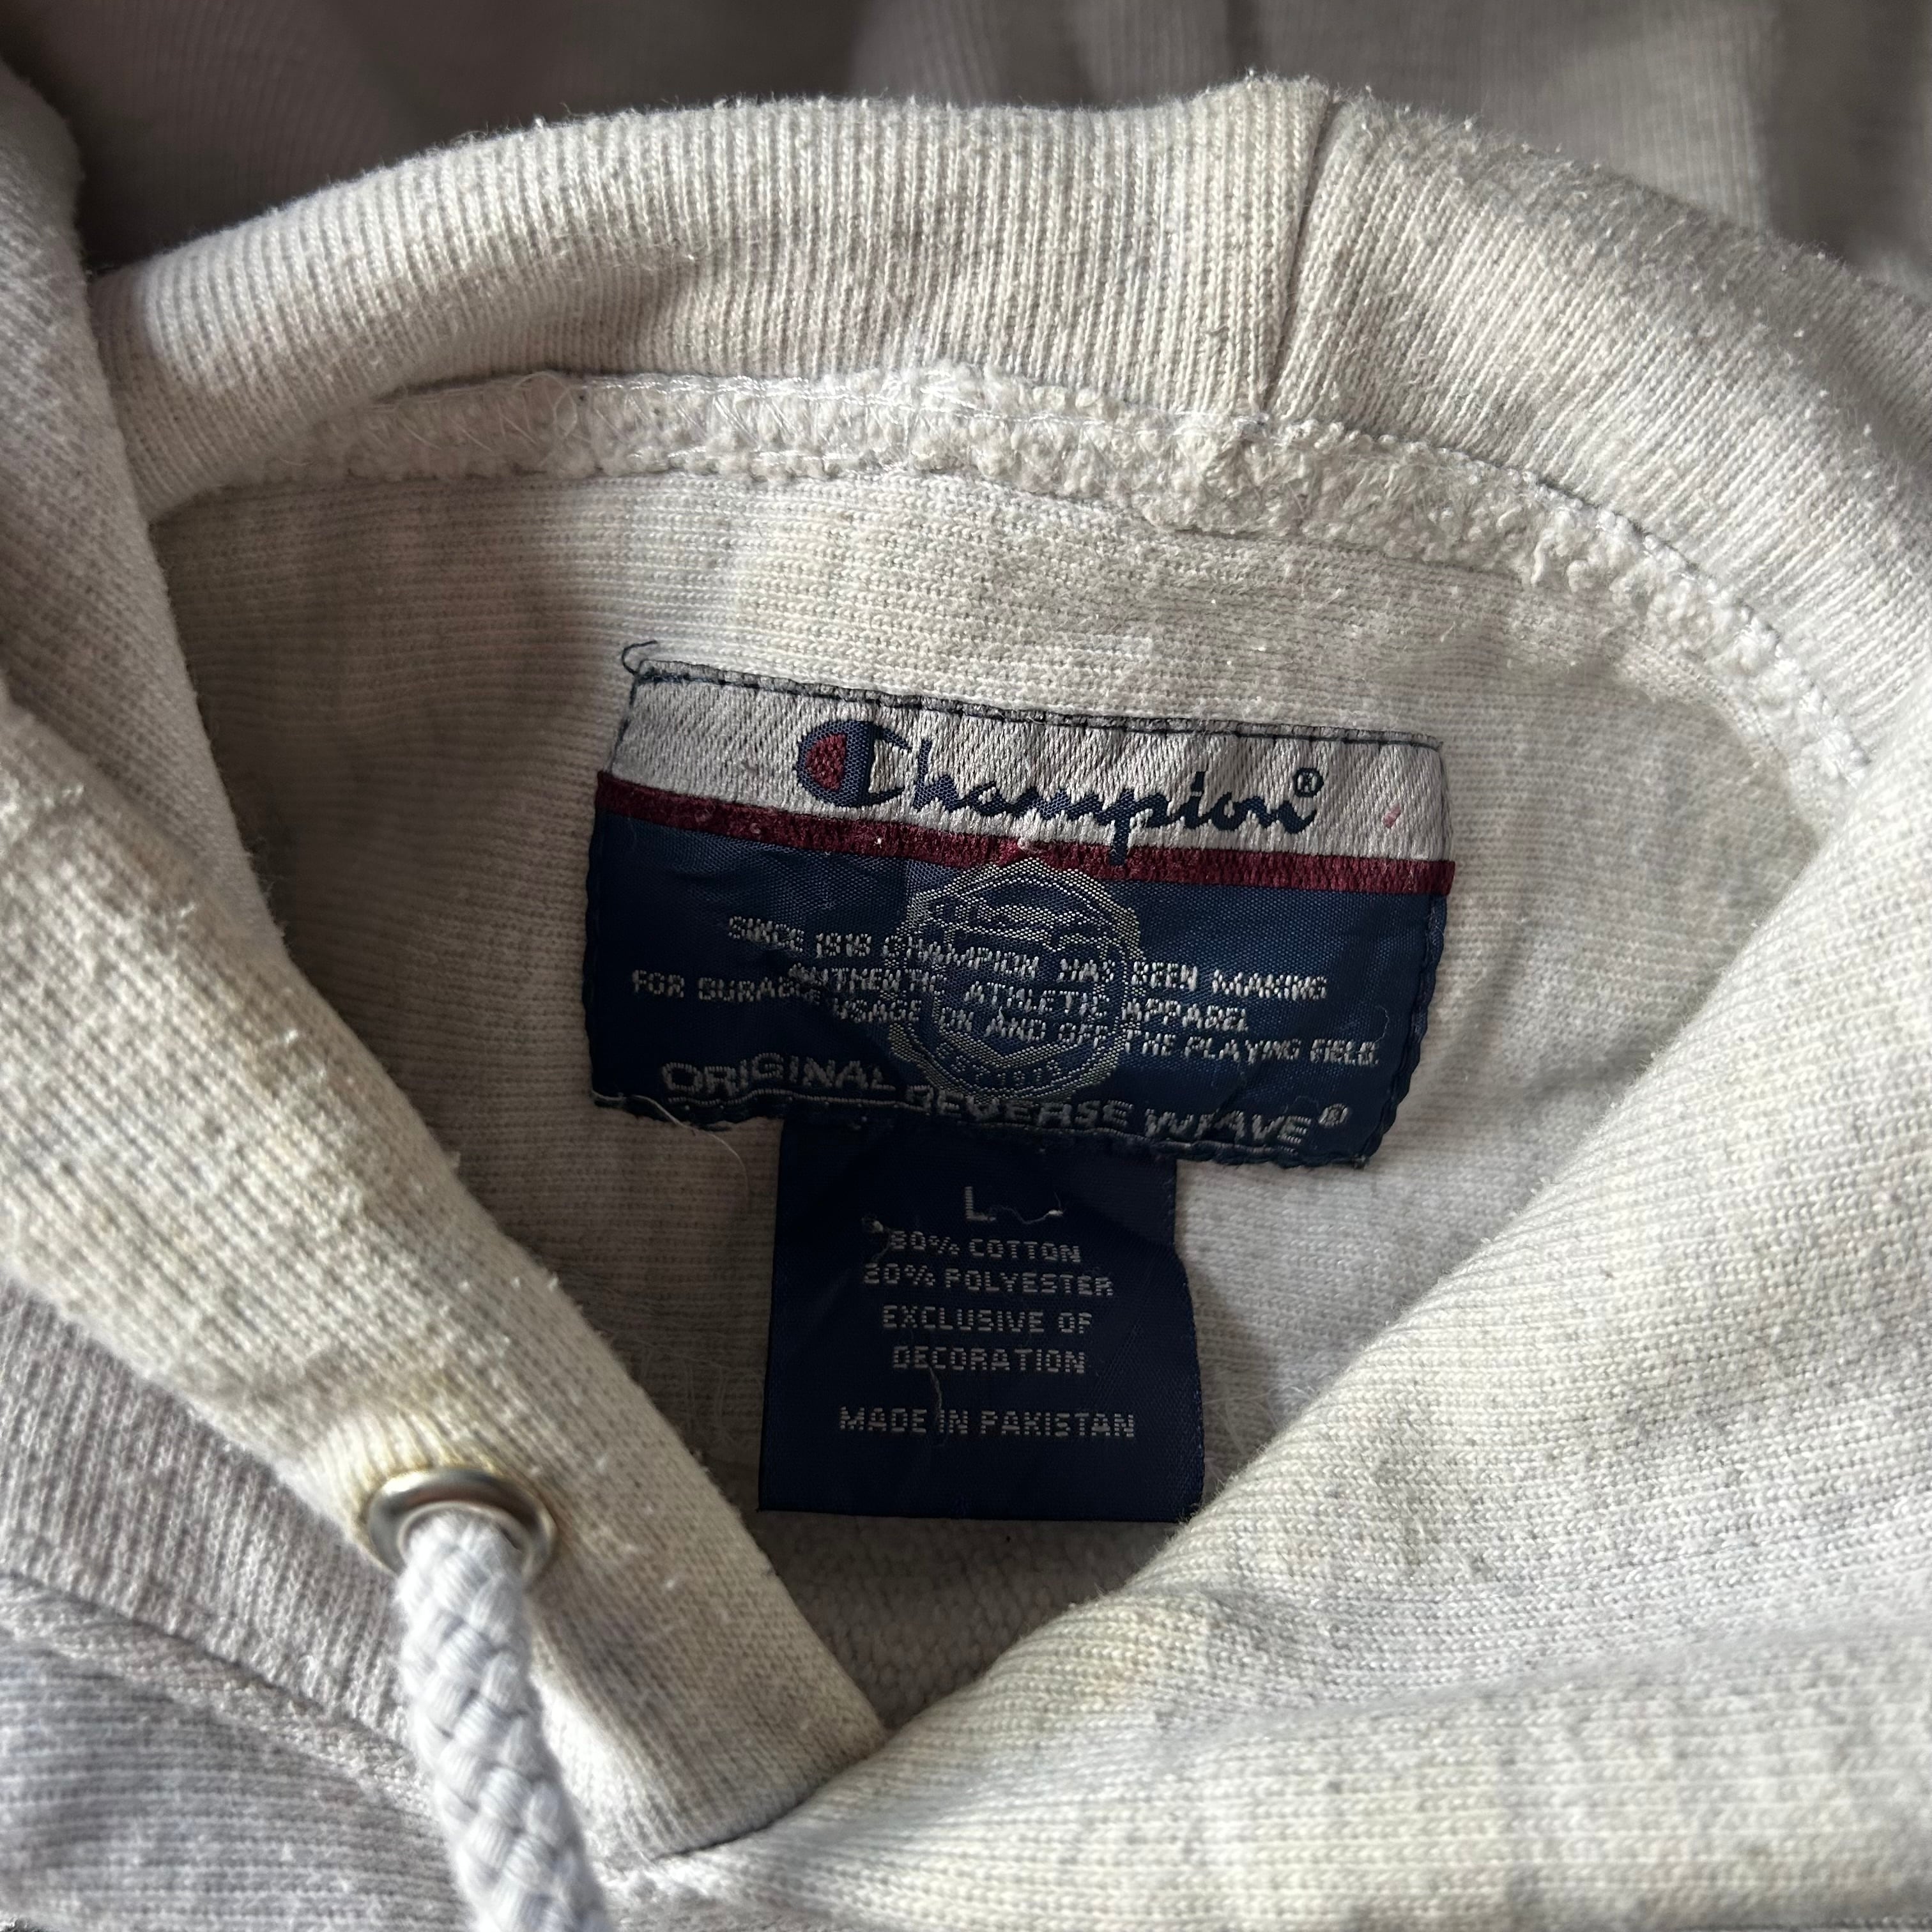 Champion®
SINCE 1919 CHAMPION HAS BEEN MAKING
AUTHENTIC ATHLETIC APPAREL
FOR DURABLE USAGE ON AND OFF THE PLAYING FIELD.
ORIGINAL REVERSE WEAVE®
L
80% COTTON
20% POLYESTER
EXCLUSIVE OF
DECORATION
MADE IN PAKISTAN